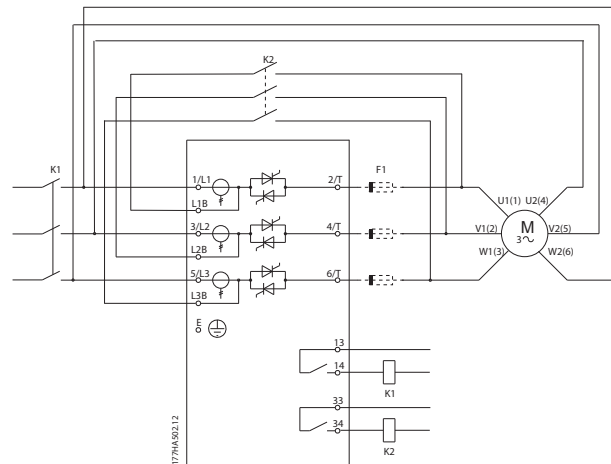 K2
K1
1/L1
2/T
F1
L1B
U1(1) U2(4)
3/L2
4/T
V1(2)
M
3~
V2(5)
L2B
W1(3)
W2(6)
5/L3
6/T
L3B
E
13
14
K1
33
34
K2
177HA502.12